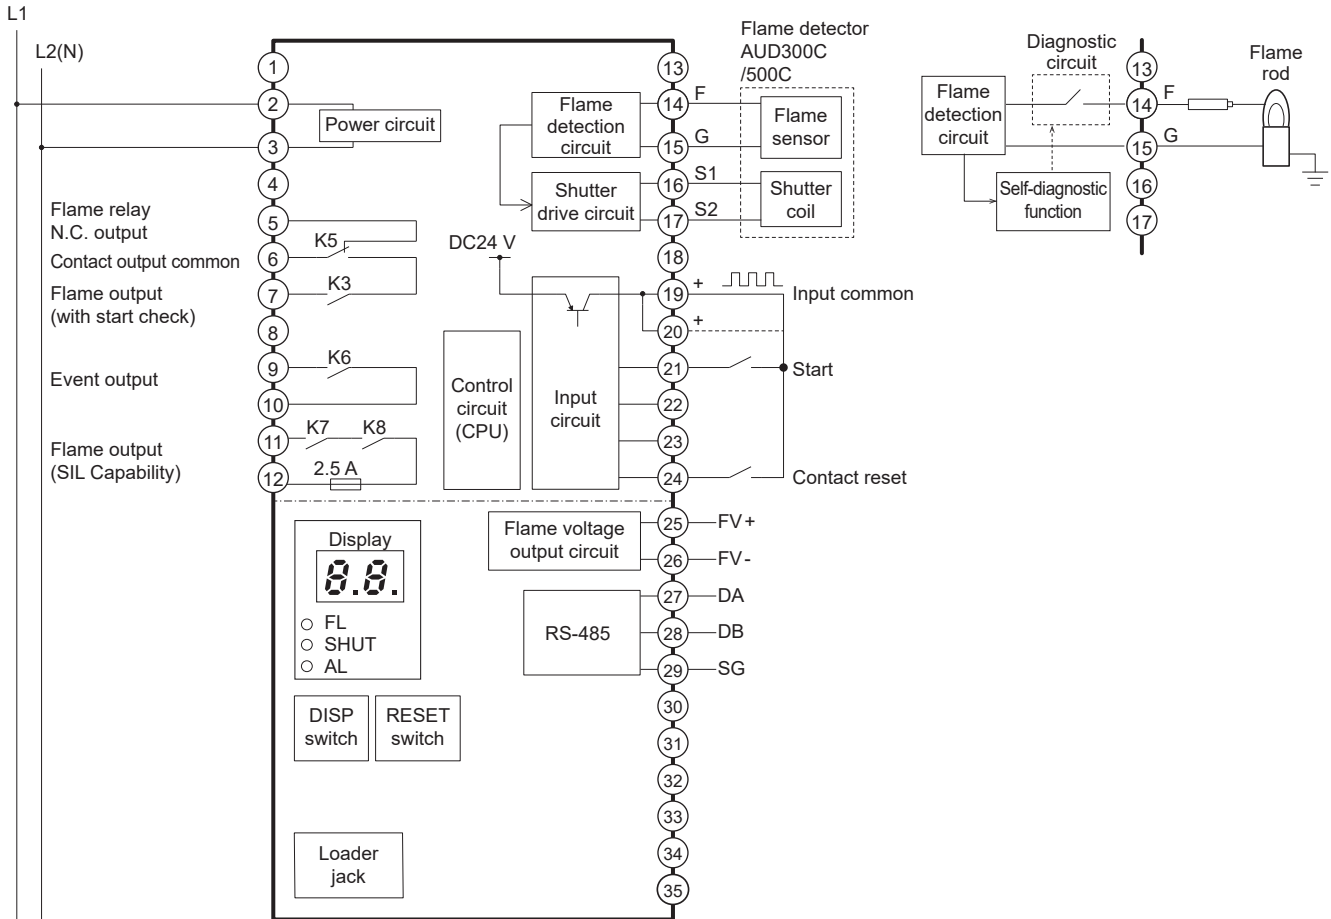 L1
L2(N)
1
2
3
4
5
6
7
8
9
10
11
12
Power circuit
Flame relay
N.C. output
Contact output common
Flame output
(with start check)
Event output
Flame output
(SIL Capability)
K5
K3
K6
K7 K8
2.5 A
DC24 V
Flame
detection
circuit
Shutter
drive circuit
Control
circuit
(CPU)
Input
circuit
13
14
15
16
17
18
19
20
21
22
23
24
25
26
27
28
29
30
31
32
33
34
35
F
G
S1
S2
+
+
Flame detector
AUD300C
/500C
Flame
sensor
Shutter
coil
Input common
Start
Contact reset
Flame voltage
output circuit
FV+
FV-
RS-485
DA
DB
SG
Display
8.8.
FL
SHUT
AL
DISP
switch
RESET
switch
Loader
jack
Diagnostic
circuit
Flame
detection
circuit
Self-diagnostic
function
13
14
15
16
17
F
G
Flame
rod